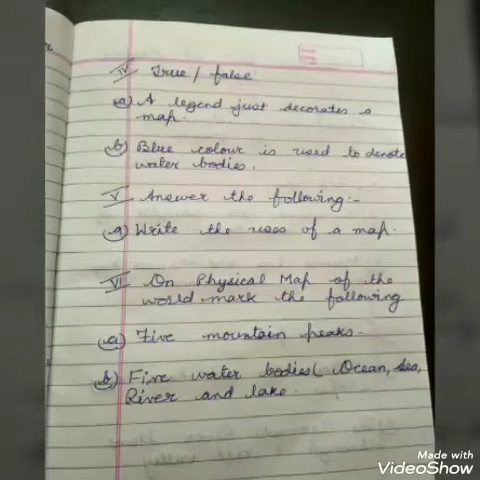 IV True / false
a) A legend just decorates a
map.
b) Blue colour is used to denote
water bodies.
V Answer the following:-
a) Write the uses of a map.
VI On Physical Map of the
world mark the following
a) Five mountain peaks.
b) Five water bodies( Ocean, sea,
River and lake.
Made with
VideoShow